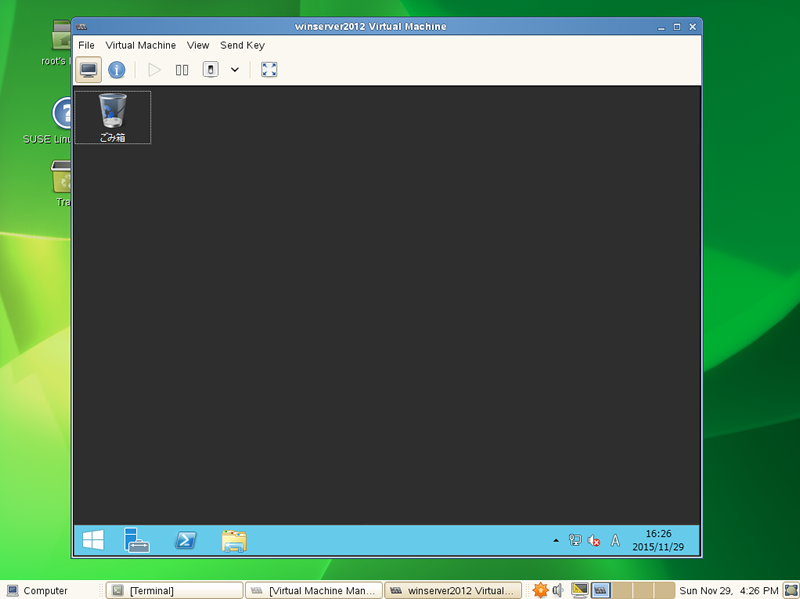 winserver2012 Virtual Machine
File Virtual Machine View Send Key
root's
SUSE Linu
Tra
ごみ箱
A
16:26
2015/11/29
Computer
[Terminal]
[Virtual Machine Man...
winserver2012 Virtual...
Sun Nov 29, 4:26 PM